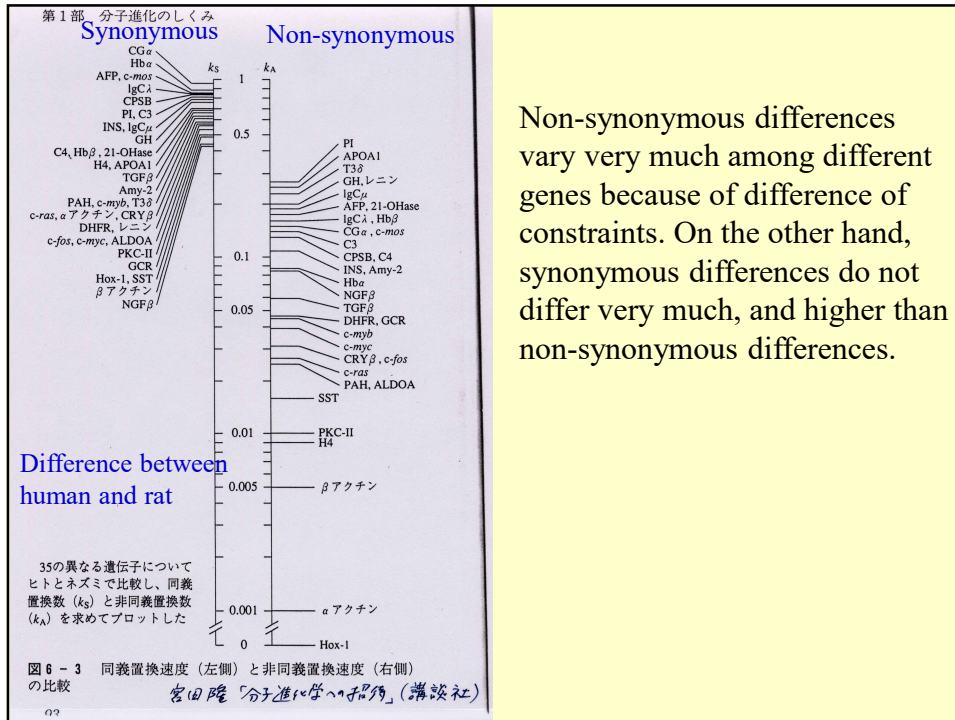 第1部 分子進化のしくみ
Synonymous
Non-synonymous
kS
kA
CGα
Hbα
AFP, c-mos
lgCλ
CPSB
PI, C3
INS, lgCμ
GH
C4, Hbβ, 21-OHase
H4, APOA1
TGFβ
Amy-2
PAH, c-myb, T3δ
c-ras, αアクチン, CRYβ
DHFR, レニン
c-fos, c-myc, ALDOA
PKC-II
GCR
Hox-1, SST
βアクチン
NGFβ
1
0.5
0.1
0.05
0.01
0.005
0.001
0
PI
APOA1
T3δ
GH, レニン
lgCμ
AFP, 21-OHase
lgCλ, Hbβ
CGα, c-mos
C3
CPSB, C4
INS, Amy-2
Hbα
NGFβ
TGFβ
DHFR, GCR
c-myb
c-myc
CRYβ, c-fos
c-ras
PAH, ALDOA
SST
PKC-II
H4
βアクチン
αアクチン
Hox-1
Difference between
human and rat
35の異なる遺伝子について
ヒトとネズミで比較し、同義
置換数（kS）と非同義置換数
（kA）を求めてプロットした
図6-3 同義置換速度（左側）と非同義置換速度（右側）
の比較
宮田隆「分子進化学への招待」(講談社)
Non-synonymous differences
vary very much among different
genes because of difference of
constraints. On the other hand,
synonymous differences do not
differ very much, and higher than
non-synonymous differences.